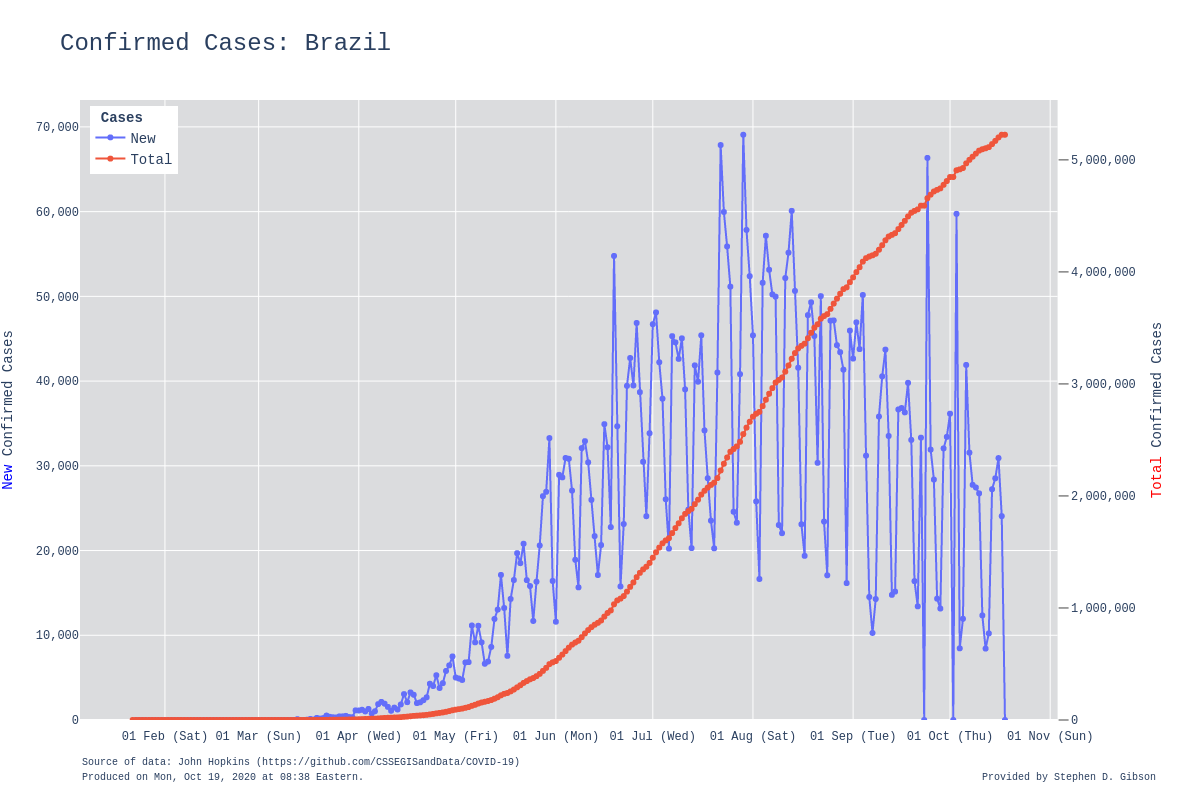 Confirmed Cases: Brazil
Cases
New
Total
70,000
60,000
50,000
40,000
30,000
20,000
10,000
0
New Confirmed Cases
5,000,000
4,000,000
3,000,000
2,000,000
1,000,000
0
Total Confirmed Cases
01 Feb (Sat) 01 Mar (Sun) 01 Apr (Wed) 01 May (Fri) 01 Jun (Mon) 01 Jul (Wed) 01 Aug (Sat) 01 Sep (Tue) 01 Oct (Thu) 01 Nov (Sun)
Source of data: John Hopkins (https://github.com/CSSEGISandData/COVID-19)
Produced on Mon, Oct 19, 2020 at 08:38 Eastern.
Provided by Stephen D. Gibson